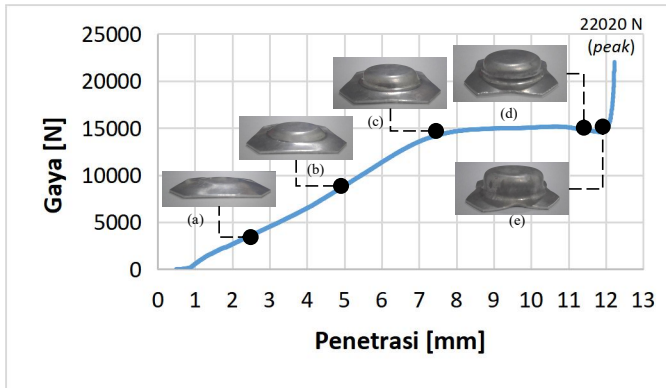 22020 N
(peak)
25000
20000
15000
10000
5000
0
Gaya [N]
(a)
(b)
(c)
(d)
(e)
0 1 2 3 4 5 6 7 8 9 10 11 12 13
Penetrasi [mm]